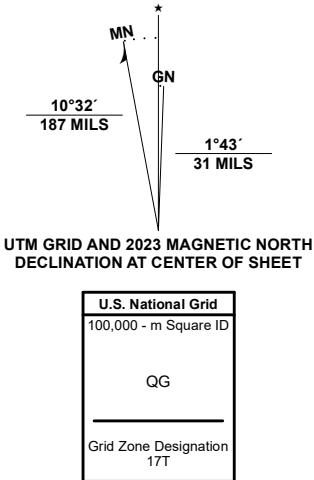 ★
MN
GN
10°32´
187 MILS
1°43´
31 MILS
UTM GRID AND 2023 MAGNETIC NORTH
DECLINATION AT CENTER OF SHEET
U.S. National Grid
100,000 - m Square ID
QG
Grid Zone Designation
17T